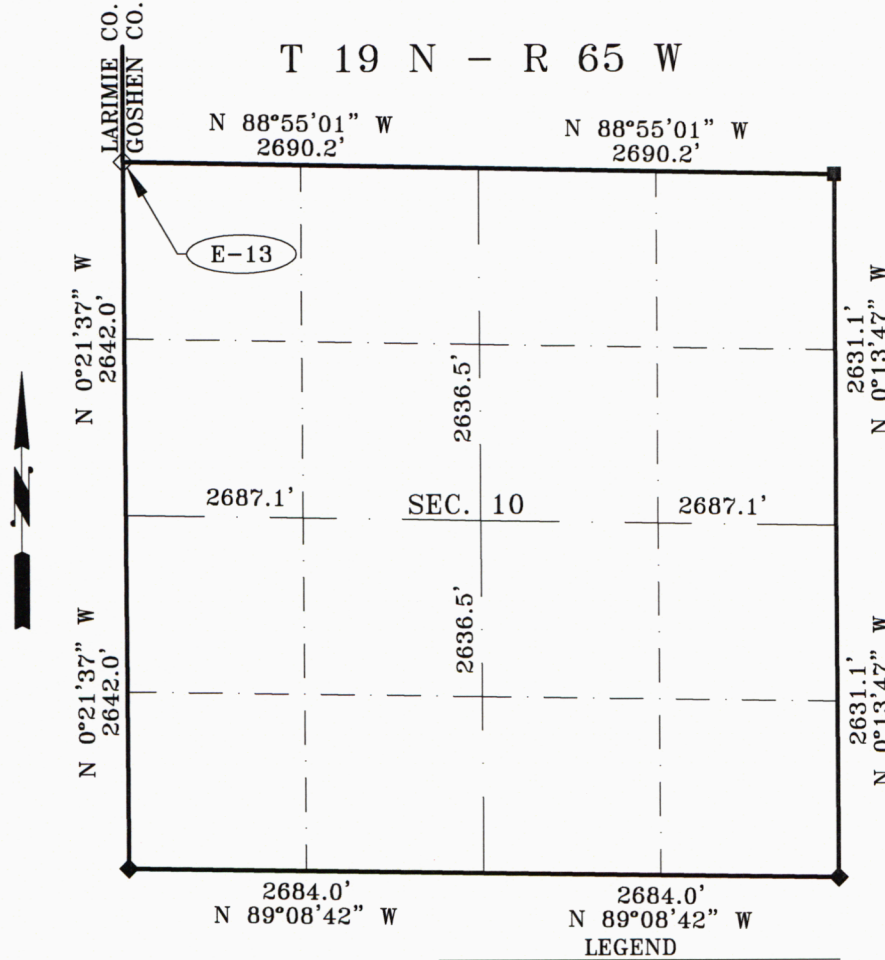 LARIMIE CO.
GOSHEN CO.
T 19 N - R 65 W
N 88°55'01" W
2690.2'
N 88°55'01" W
2690.2'
E-13
N 0°21'37" W
2642.0'
2636.5'
2631.1'
N 0°13'47" W
N
2687.1'
SEC. 10
2687.1'
N 0°21'37" W
2642.0'
2636.5'
2631.1'
N 0°13'47" W
2684.0'
N 89°08'42" W
2684.0'
N 89°08'42" W
LEGEND